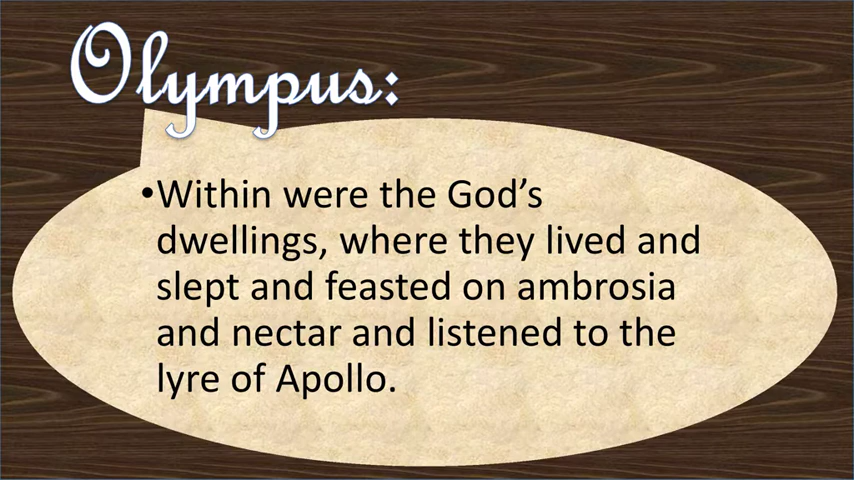 Olympus:
•Within were the God’s
dwellings, where they lived and
slept and feasted on ambrosia
and nectar and listened to the
lyre of Apollo.